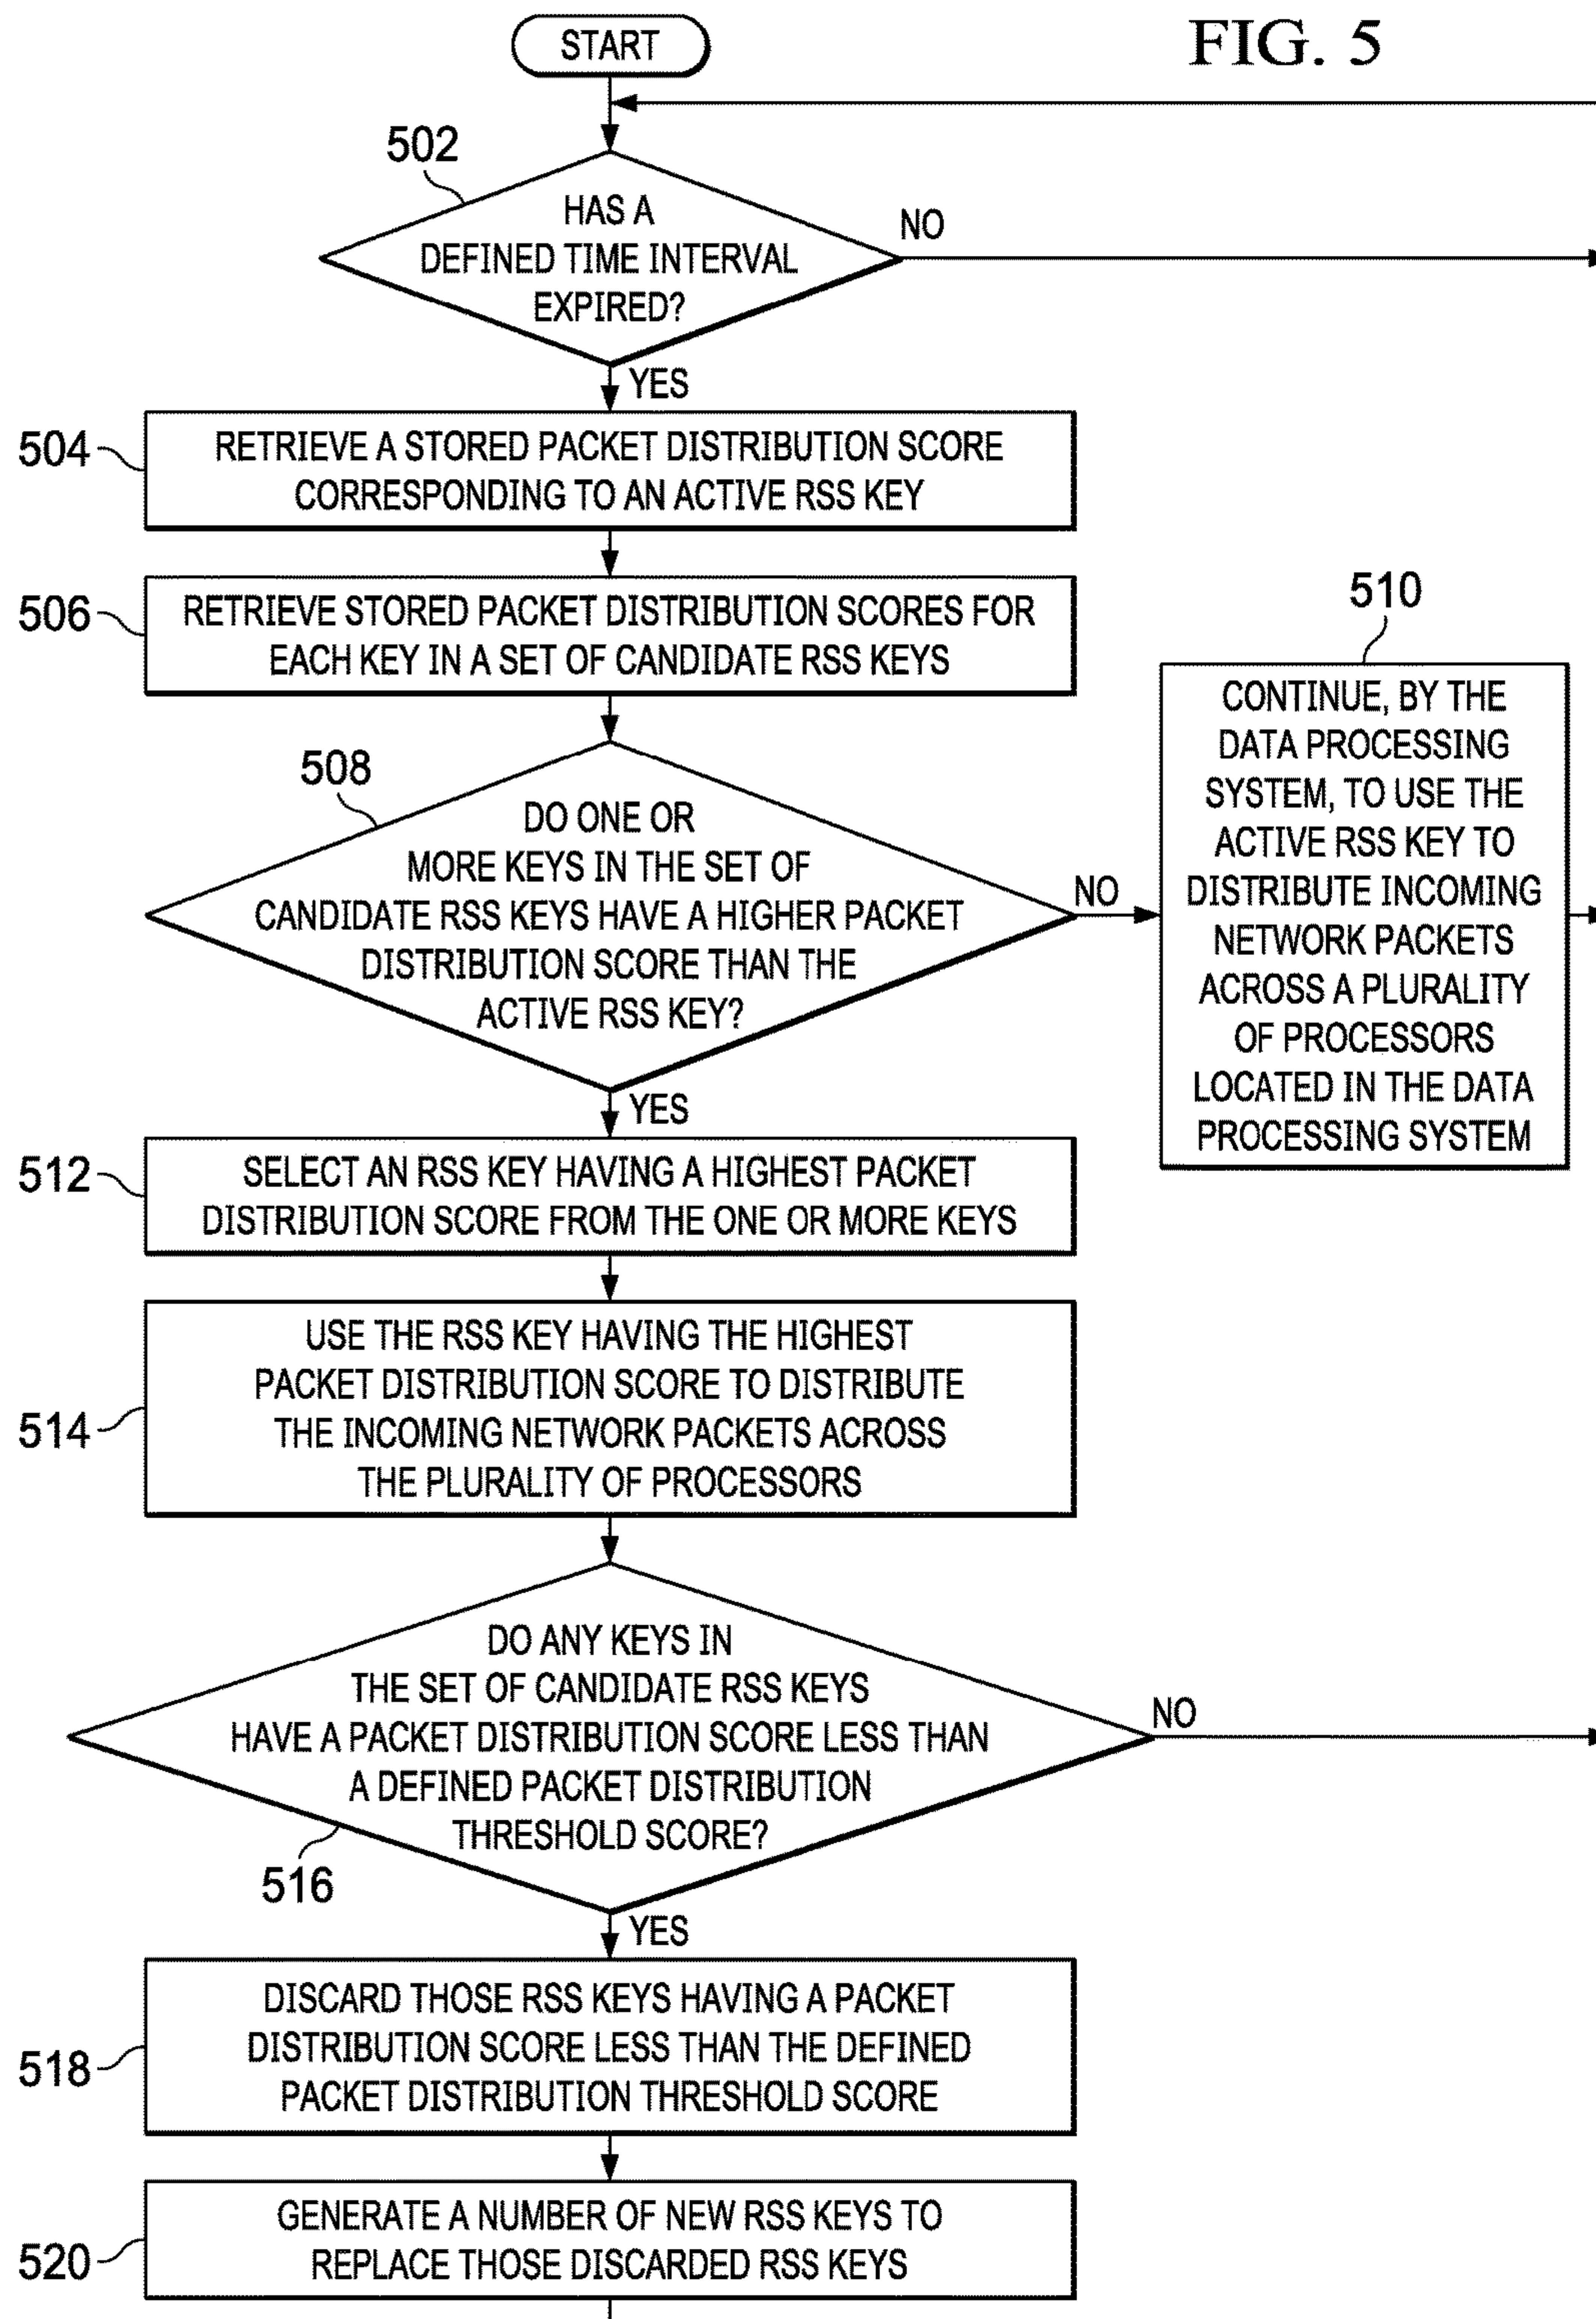 FIG. 5
START
502
HAS A
DEFINED TIME INTERVAL
EXPIRED?
NO
YES
504
RETRIEVE A STORED PACKET DISTRIBUTION SCORE
CORRESPONDING TO AN ACTIVE RSS KEY
506
RETRIEVE STORED PACKET DISTRIBUTION SCORES FOR
EACH KEY IN A SET OF CANDIDATE RSS KEYS
508
DO ONE OR
MORE KEYS IN THE SET OF
CANDIDATE RSS KEYS HAVE A HIGHER PACKET
DISTRIBUTION SCORE THAN THE
ACTIVE RSS KEY?
NO
510
CONTINUE, BY THE
DATA PROCESSING
SYSTEM, TO USE THE
ACTIVE RSS KEY TO
DISTRIBUTE INCOMING
NETWORK PACKETS
ACROSS A PLURALITY
OF PROCESSORS
LOCATED IN THE DATA
PROCESSING SYSTEM
YES
512
SELECT AN RSS KEY HAVING A HIGHEST PACKET
DISTRIBUTION SCORE FROM THE ONE OR MORE KEYS
514
USE THE RSS KEY HAVING THE HIGHEST
PACKET DISTRIBUTION SCORE TO DISTRIBUTE
THE INCOMING NETWORK PACKETS ACROSS
THE PLURALITY OF PROCESSORS
DO ANY KEYS IN
THE SET OF CANDIDATE RSS KEYS
HAVE A PACKET DISTRIBUTION SCORE LESS THAN
A DEFINED PACKET DISTRIBUTION
THRESHOLD SCORE?
NO
516
YES
518
DISCARD THOSE RSS KEYS HAVING A PACKET
DISTRIBUTION SCORE LESS THAN THE DEFINED
PACKET DISTRIBUTION THRESHOLD SCORE
520
GENERATE A NUMBER OF NEW RSS KEYS TO
REPLACE THOSE DISCARDED RSS KEYS